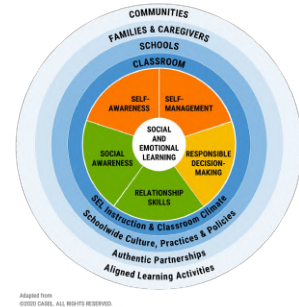 COMMUNITIES
FAMILIES & CAREGIVERS
SCHOOLS
CLASSROOM
SELF-
AWARENESS
SELF-
MANAGEMENT
SOCIAL
AND
EMOTIONAL
LEARNING
SOCIAL
AWARENESS
RESPONSIBLE
DECISION-
MAKING
RELATIONSHIP
SKILLS
SEL Instruction & Classroom Climate
Schoolwide Culture, Practices & Policies
Authentic Partnerships
Aligned Learning Activities
Adapted from
©2020 CASEL. ALL RIGHTS RESERVED.